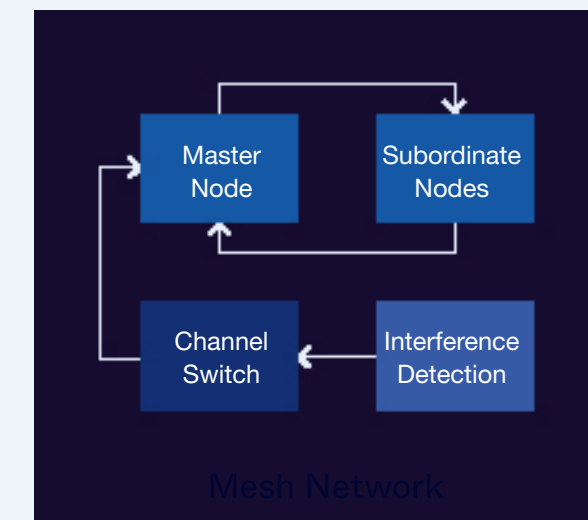 Master
Node
Subordinate
Nodes
Channel
Switch
Interference
Detection
Mesh Network